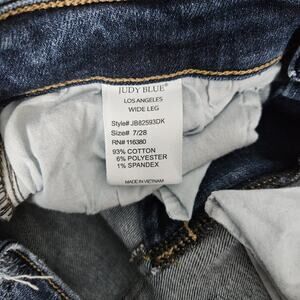 JUDY BLUE®
LOS ANGELES
WIDE LEG
Style# JB82593DK
Size# 7/28
RN# 116380
93% COTTON
6% POLYESTER
1% SPANDEX
MADE IN VIETNAM